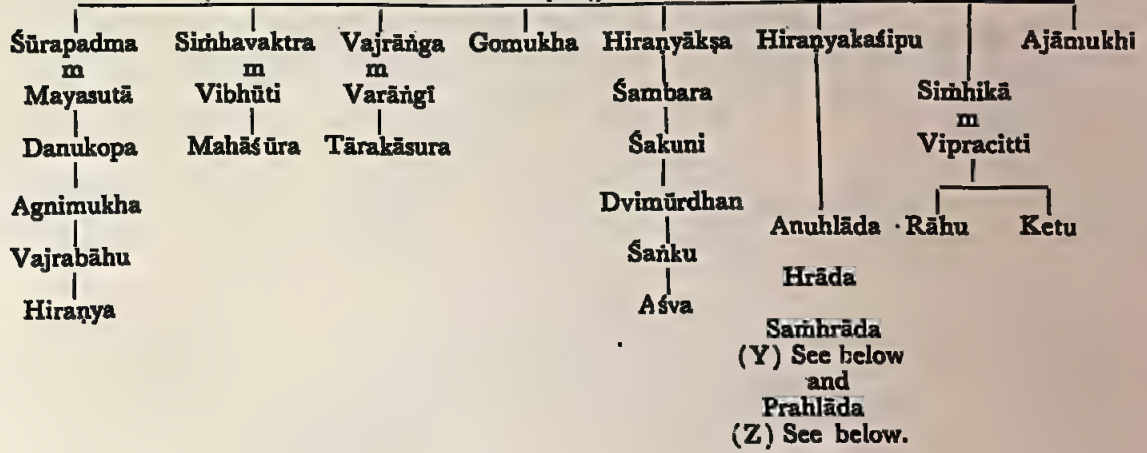 Śūrapadma Siṁhavaktra Vajrāṅga Gomukha Hiraṇyākṣa Hiraṇyakaśipu Ajāmukhi
m m m
Mayasutā Vibhūti Varāṅgī Śambara Siṁhikā
m
Danukopa Mahāśūra Tārakāsura Śakuni Vipracitti
Agnimukha Dvimūrdhan
Anuhlāda Rāhu Ketu
Vajrabāhu Śaṅku
Hrāda
Hiraṇya Aśva
Saṁhrāda
(Y) See below
and
Prahlāda
(Z) See below.